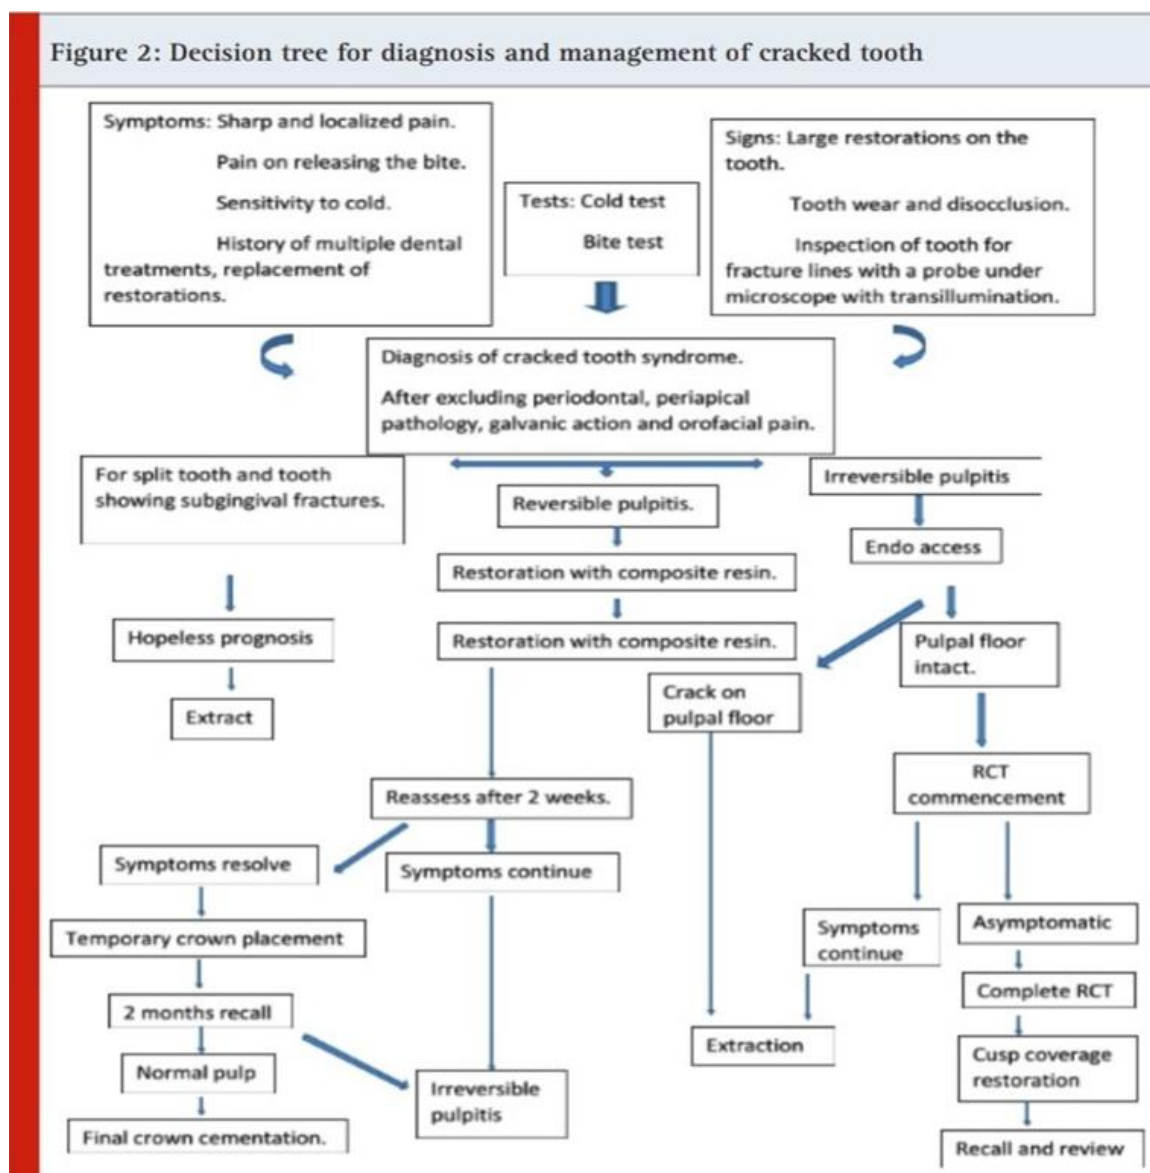 Figure 2: Decision tree for diagnosis and management of cracked tooth
Symptoms: Sharp and localized pain.
Pain on releasing the bite.
Sensitivity to cold.
History of multiple dental
treatments, replacement of
restorations.
Tests: Cold test
Bite test
Signs: Large restorations on the
tooth.
Tooth wear and disocclusion.
Inspection of tooth for
fracture lines with a probe under
microscope with transillumination.
Diagnosis of cracked tooth syndrome.
After excluding periodontal, periapical
pathology, galvanic action and orofacial pain.
For split tooth and tooth
showing subgingival fractures.
Hopeless prognosis
Extract
Reversible pulpitis.
Restoration with composite resin.
Restoration with composite resin.
Reassess after 2 weeks.
Symptoms resolve
Symptoms continue
Temporary crown placement
2 months recall
Normal pulp
Final crown cementation.
Irreversible
pulpitis
Irreversible pulpitis
Endo access
Crack on
pulpal floor
Pulpal floor
intact.
RCT
commencement
Symptoms
continue
Extraction
Asymptomatic
Complete RCT
Cusp coverage
restoration
Recall and review